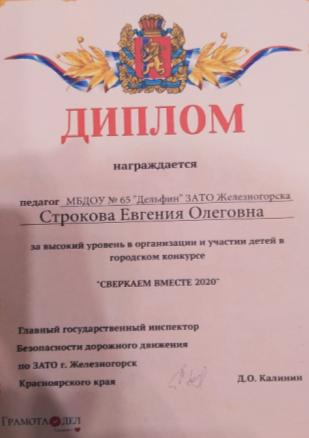 ДИПЛОМ
награждается
педагог МБДОУ № 65 "Дельфин" ЗАТО Железногорска
Строкова Евгения Олеговна
за высокий уровень в организации и участии детей в
городском конкурсе
"СВЕРКАЕМ ВМЕСТЕ 2020"
Главный государственный инспектор
Безопасности дорожного движения
по ЗАТО г. Железногорск
Красноярского края Д.О. Калинин
ГРАМОТА ДЕЛ